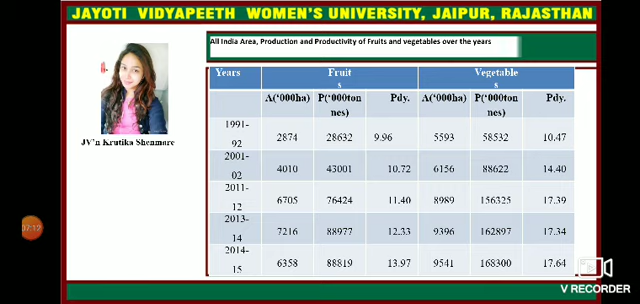 JAYOTI VIDYAPEETH WOMEN'S UNIVERSITY, JAIPUR, RAJASTHAN
All India Area, Production and Productivity of Fruits and vegetables over the years
JV'n Krutika Shenmare
Years Fruit Vegetable
s s
A('000ha) P('000ton Pdy. A('000ha) P('000ton Pdy.
nes) nes)
1991-
92 2874 28632 9.96 5593 58532 10.47
2001-
02 4010 43001 10.72 6156 88622 14.40
2011-
12 6705 76424 11.40 8989 156325 17.39
2013-
14 7216 88977 12.33 9396 162897 17.34
2014-
15 6358 88819 13.97 9541 168300 17.64
07:12
V RECORDER